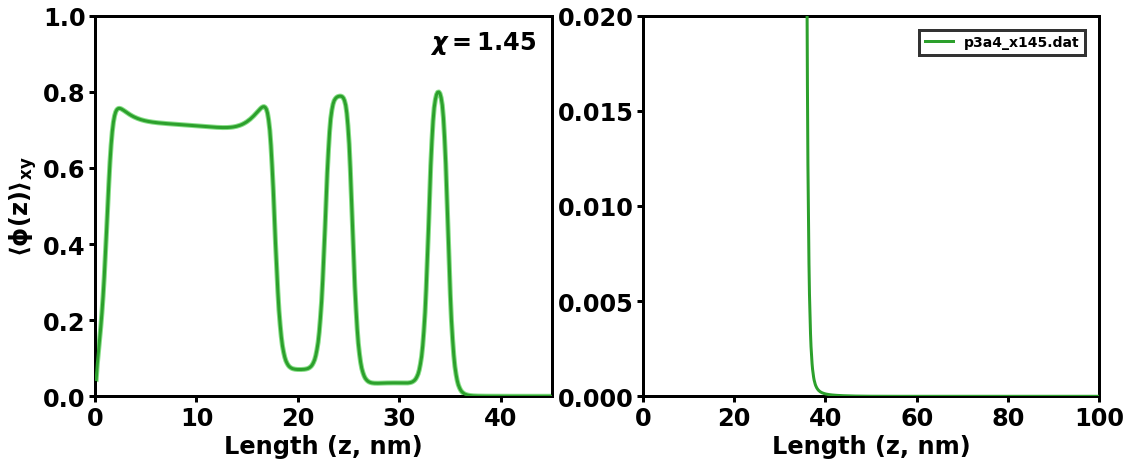 1.0
0.8
0.6
0.4
0.2
0.0
⟨ϕ(z)⟩xy
χ = 1.45
0 10 20 30 40
Length (z, nm)
0.020
0.015
0.010
0.005
0.000
p3a4_x145.dat
0 20 40 60 80 100
Length (z, nm)